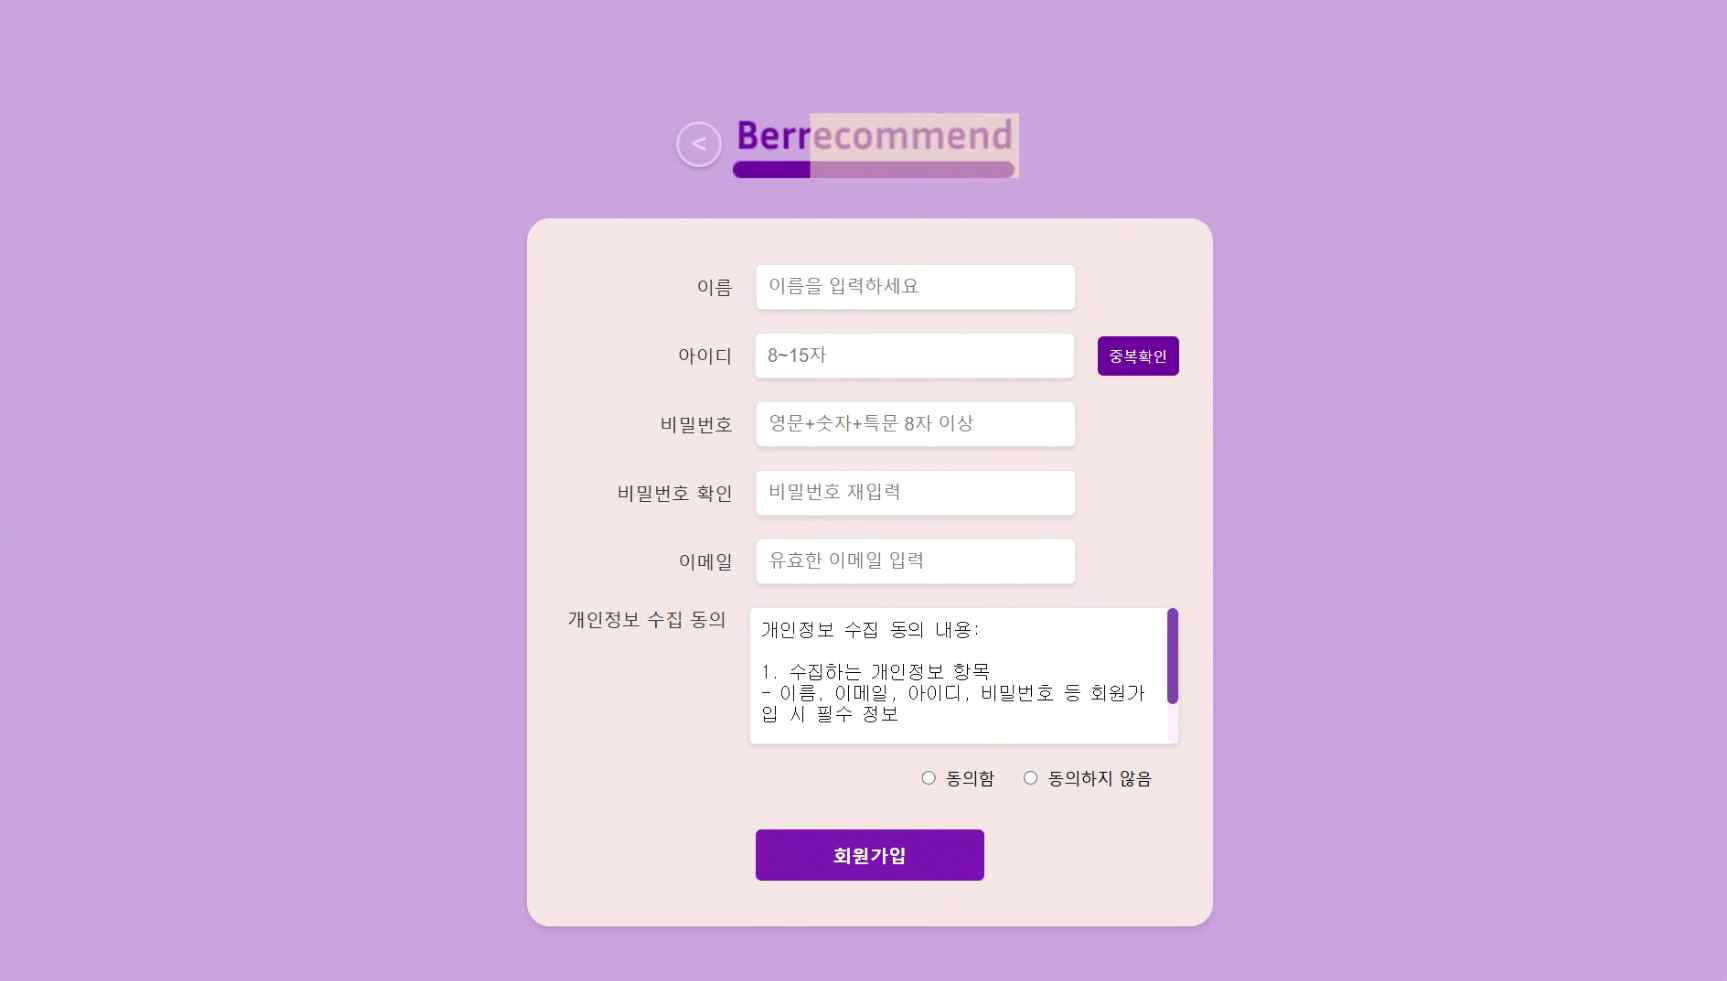 <
Berrecommend
이름
이름을 입력하세요
아이디
8~15자
중복확인
비밀번호
영문+숫자+특문 8자 이상
비밀번호 확인
비밀번호 재입력
이메일
유효한 이메일 입력
개인정보 수집 동의
개인정보 수집 동의 내용:
1. 수집하는 개인정보 항목
- 이름, 이메일, 아이디, 비밀번호 등 회원가
입 시 필수 정보
동의함
동의하지 않음
회원가입